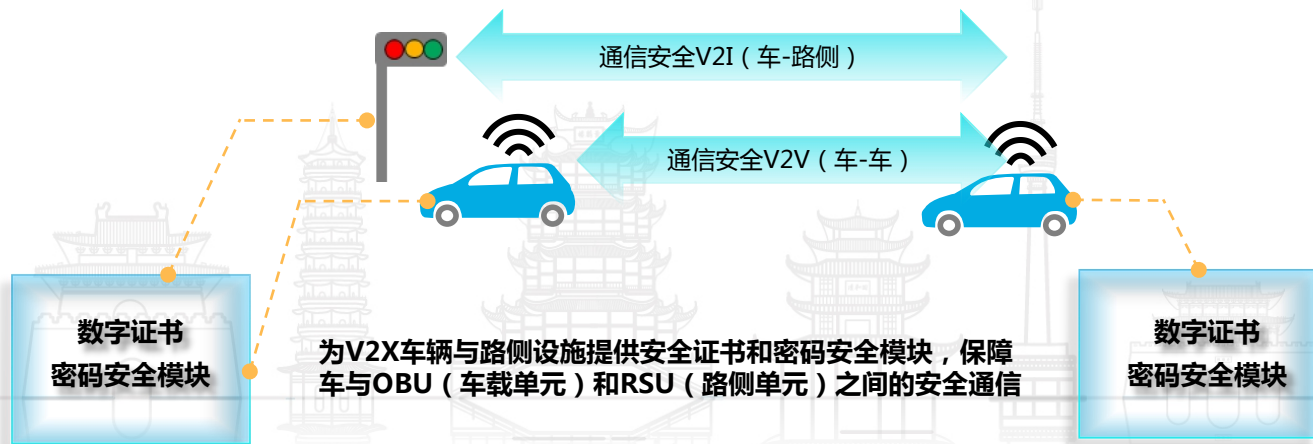 通信安全V2I（车-路侧）
通信安全V2V（车-车）
数字证书
密码安全模块
为V2X车辆与路侧设施提供安全证书和密码安全模块，保障
车与OBU（车载单元）和RSU（路侧单元）之间的安全通信
数字证书
密码安全模块